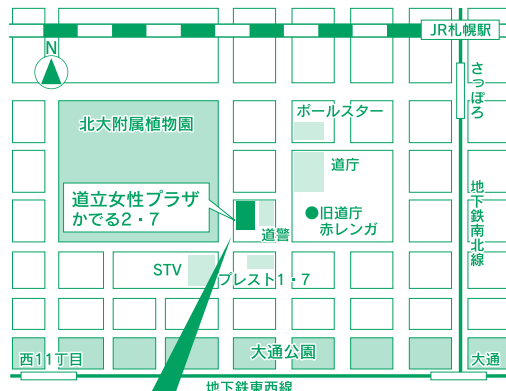 JR札幌駅
N
さっぽろ
ポールスター
北大附属植物園
道庁
道立女性プラザ
かでる2・7
地下鉄南北線
旧道庁
赤レンガ
道警
STV
プレスト1・7
大通公園
西11丁目
大通
地下鉄東西線